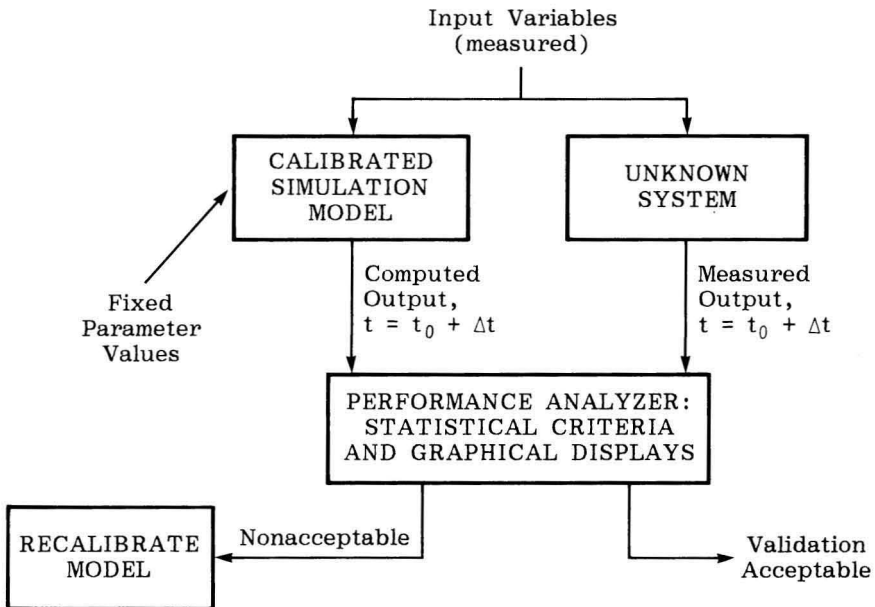 Input Variables
(measured)
CALIBRATED
SIMULATION
MODEL
UNKNOWN
SYSTEM
Computed
Output,
t = t₀ + Δt
Measured
Output,
t = t₀ + Δt
Fixed
Parameter
Values
PERFORMANCE ANALYZER:
STATISTICAL CRITERIA
AND GRAPHICAL DISPLAYS
Nonacceptable
RECALIBRATE
MODEL
Validation
Acceptable